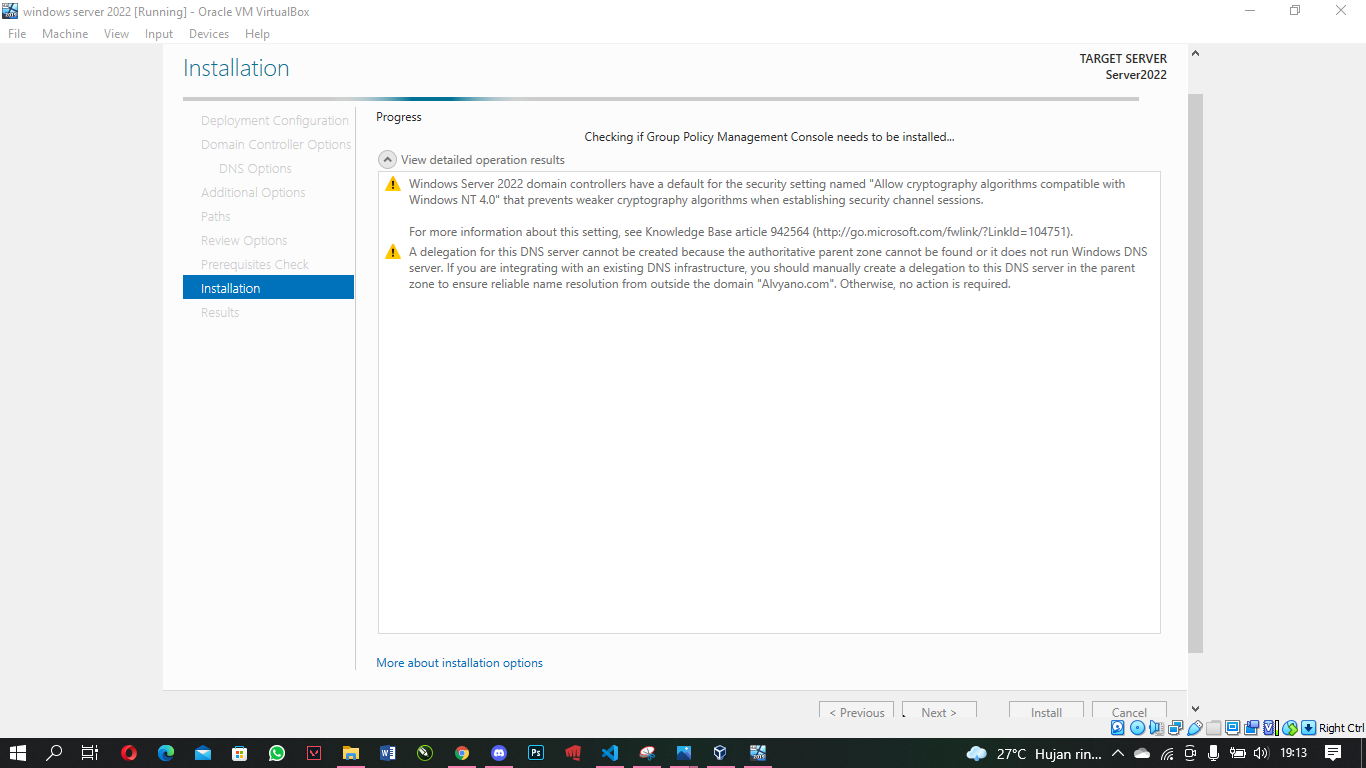 windows server 2022 [Running] - Oracle VM VirtualBox
File Machine View Input Devices Help
Installation
TARGET SERVER
Server2022
Deployment Configuration
Domain Controller Options
DNS Options
Additional Options
Paths
Review Options
Prerequisites Check
Installation
Results
Progress
Checking if Group Policy Management Console needs to be installed...
View detailed operation results
Windows Server 2022 domain controllers have a default for the security setting named "Allow cryptography algorithms compatible with
Windows NT 4.0" that prevents weaker cryptography algorithms when establishing security channel sessions.
For more information about this setting, see Knowledge Base article 942564 (http://go.microsoft.com/fwlink/?LinkId=104751).
A delegation for this DNS server cannot be created because the authoritative parent zone cannot be found or it does not run Windows DNS
server. If you are integrating with an existing DNS infrastructure, you should manually create a delegation to this DNS server in the parent
zone to ensure reliable name resolution from outside the domain "Alvyano.com". Otherwise, no action is required.
More about installation options
< Previous Next > Install Cancel
Right Ctrl
Ps
27°C Hujan rin... 19:13